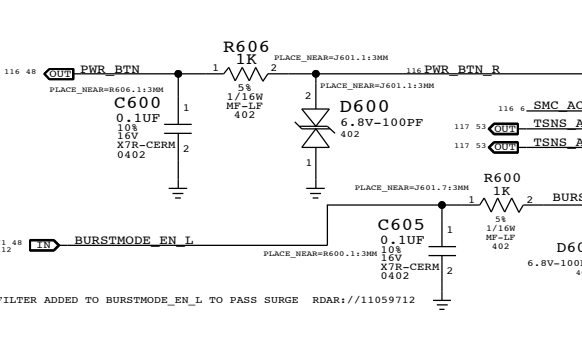 R606
1K
PLACE_NEAR=J601.1:3MM
116 48 OUT PWR_BTN 1 2 116 PWR_BTN_R
PLACE_NEAR=R606.1:3MM 5% PLACE_NEAR=J601.1:3MM
1/16W
MF-LF
402
C600 1
0.1UF
10%
16V
X7R-CERM 2
0402
2 D600
6.8V-100PF
402
1
116 6 SMC_AC
117 53 OUT TSNS_A
117 53 OUT TSNS_A
R600
1K
PLACE_NEAR=J601.7:3MM
1 2 BURS
5%
1/16W
MF-LF
402
48
12 IN BURSTMODE_EN_L
PLACE_NEAR=R600.1:3MM
C605 1
0.1UF
10%
16V
X7R-CERM 2
0402
D60
6.8V-100
FILTER ADDED TO BURSTMODE_EN_L TO PASS SURGE RDAR://11059712